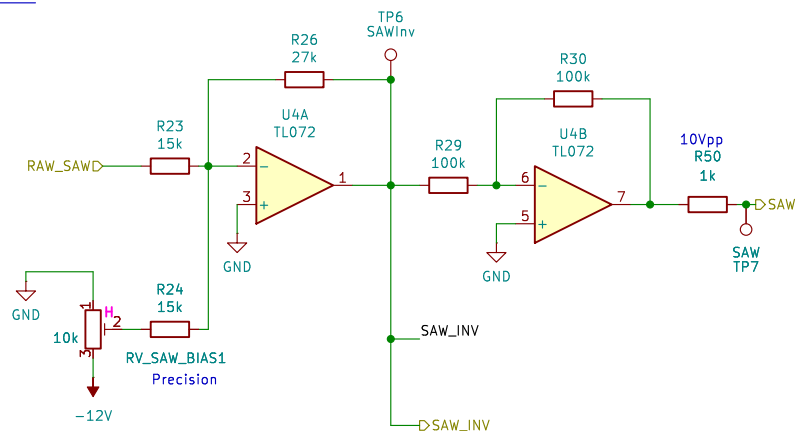 TP6
SAWInv
R26
27k
R30
100k
U4A
TL072
R23
15k
U4B
TL072
R29
100k
10Vpp
R50
1k
RAW_SAW
2
−
1
3
+
6
−
7
5
+
SAW
GND
GND
SAW
TP7
GND
R24
15k
1
H
2
10k
3
SAW_INV
RV_SAW_BIAS1
Precision
-12V
SAW_INV